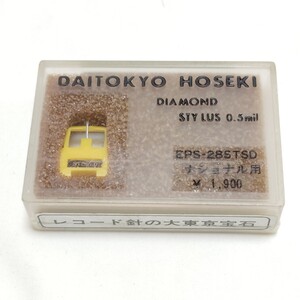 DAITOKYO HOSEKI
DIAMOND
STYLUS 0.5mil
EPS-28STSD
ナショナル用
¥ 1,900
レコード針の大東京宝石